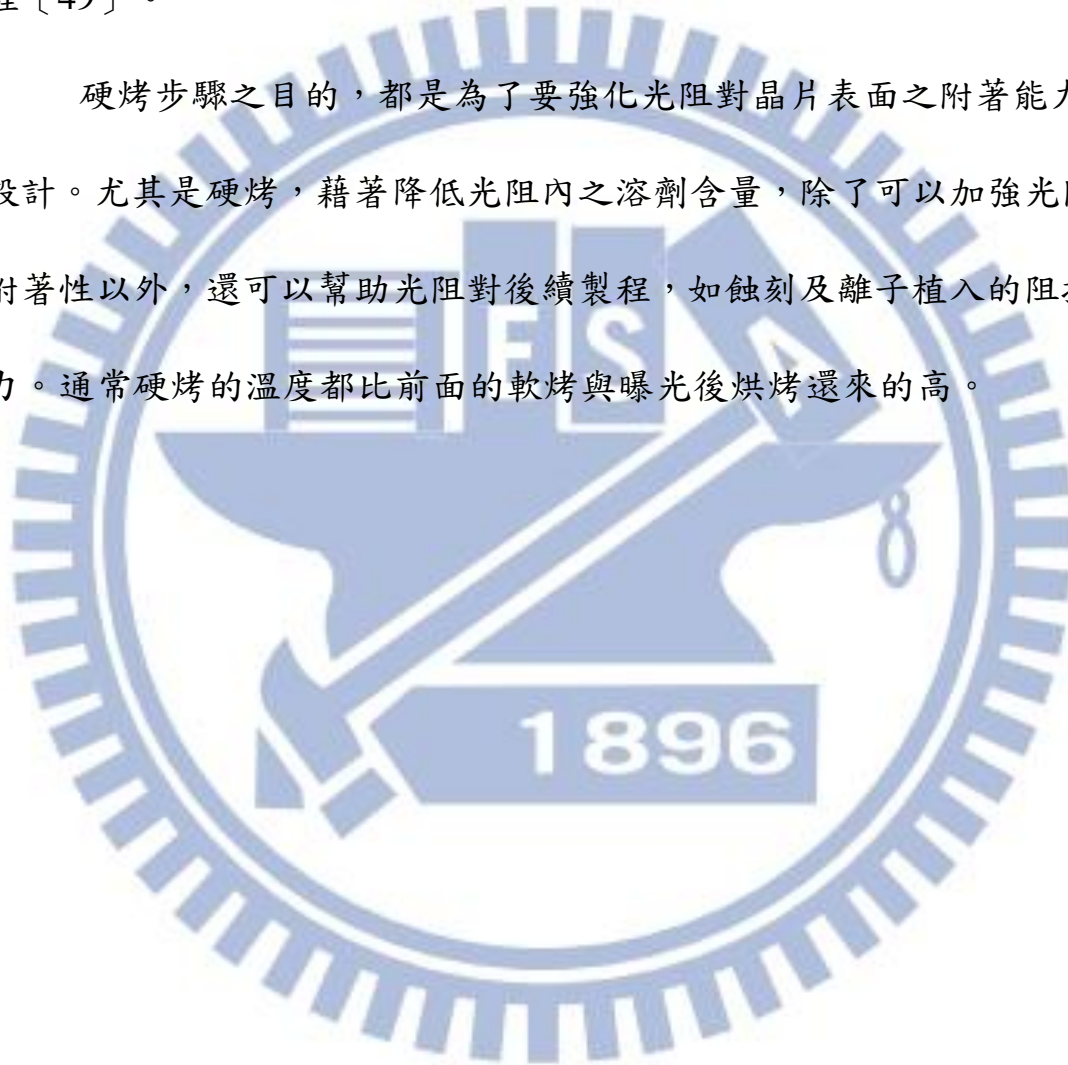 程〔49〕。
硬烤步驟之目的，都是為了要強化光阻對晶片表面之附著能
設計。尤其是硬烤，藉著降低光阻內之溶劑含量，除了可以加強光
附著性以外，還可以幫助光阻對後續製程，如蝕刻及離子植入的阻
力。通常硬烤的溫度都比前面的軟烤與曝光後烘烤還來的高。
E S A
1896